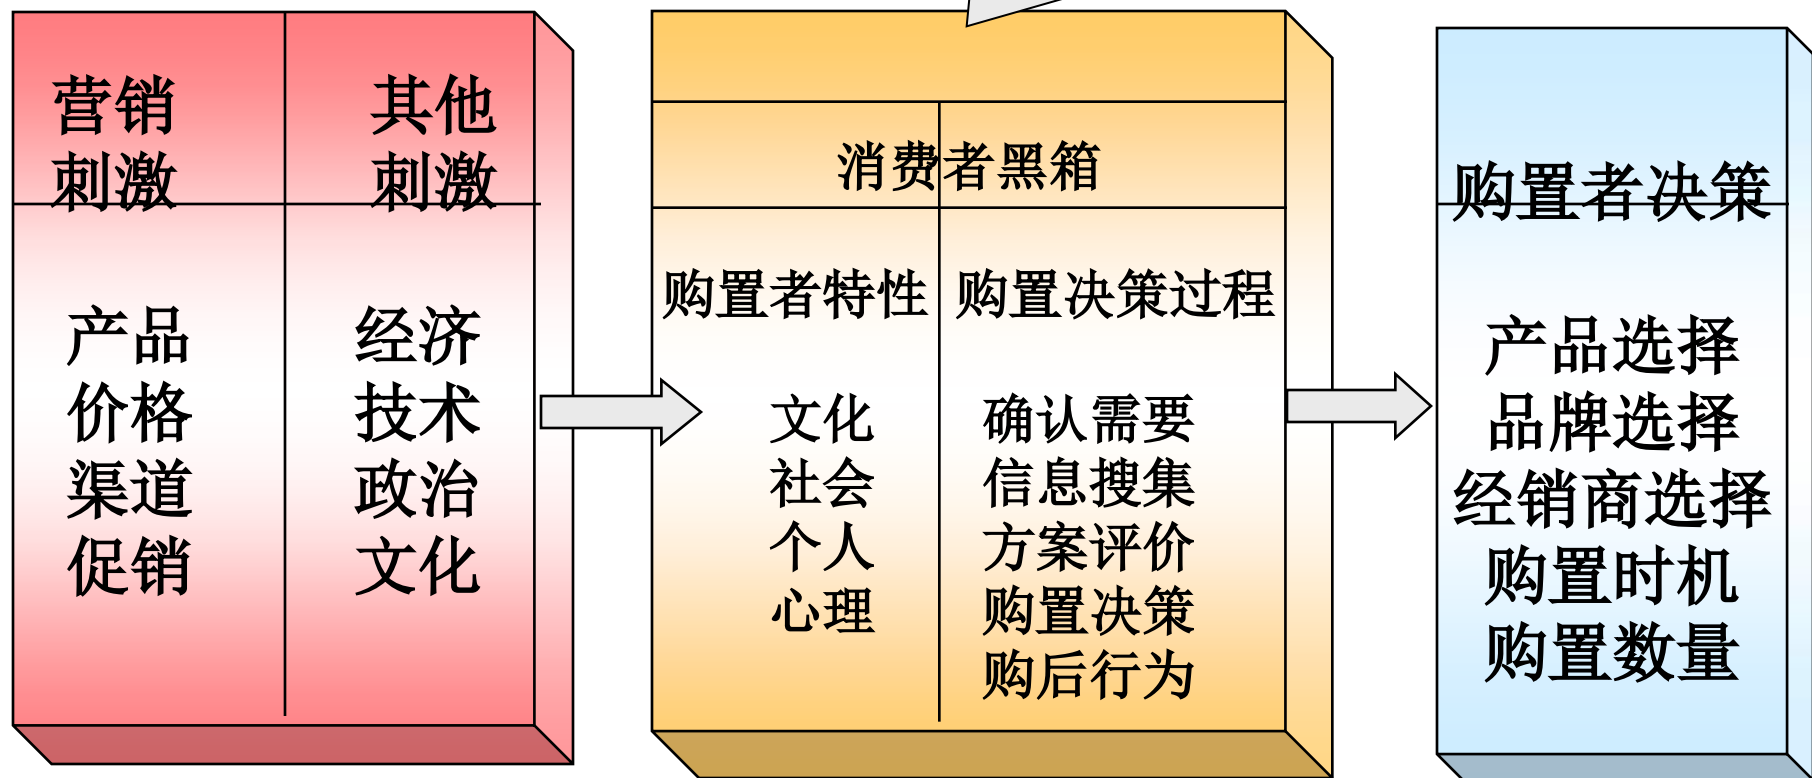 营销
刺激
其他
刺激
产品
价格
渠道
促销
经济
技术
政治
文化
消费者黑箱
购置者特性
购置决策过程
文化
社会
个人
心理
确认需要
信息搜集
方案评价
购置决策
购后行为
购置者决策
产品选择
品牌选择
经销商选择
购置时机
购置数量